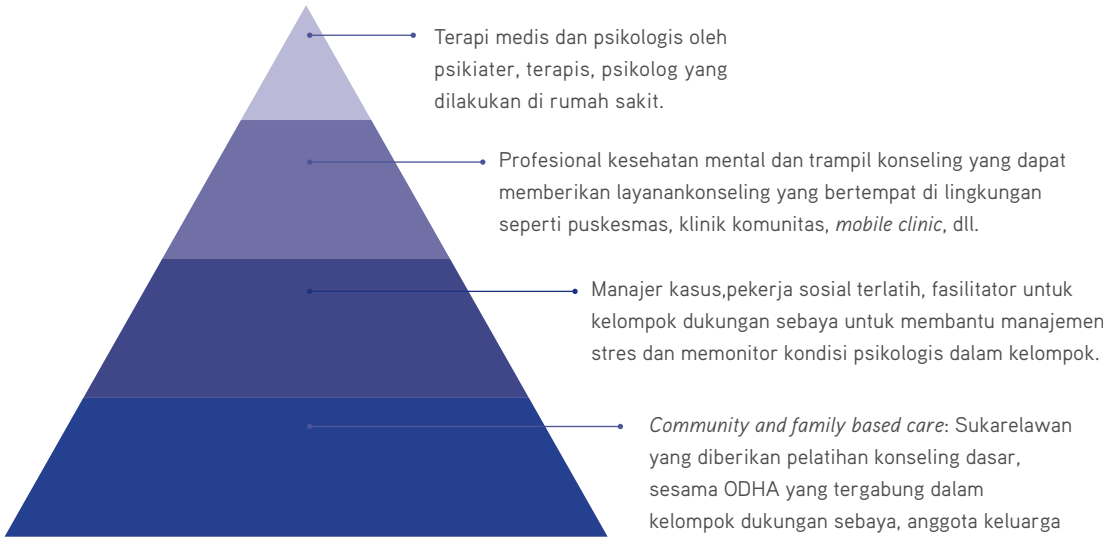 Terapi medis dan psikologis oleh
psikiater, terapis, psikolog yang
dilakukan di rumah sakit.
Profesional kesehatan mental dan trampil konseling yang dapat
memberikan layanankonseling yang bertempat di lingkungan
seperti puskesmas, klinik komunitas, mobile clinic, dll.
Manajer kasus,pekerja sosial terlatih, fasilitator untuk
kelompok dukungan sebaya untuk membantu manajemen
stres dan memonitor kondisi psikologis dalam kelompok.
Community and family based care: Sukarelawan
yang diberikan pelatihan konseling dasar,
sesama ODHA yang tergabung dalam
kelompok dukungan sebaya, anggota keluarga